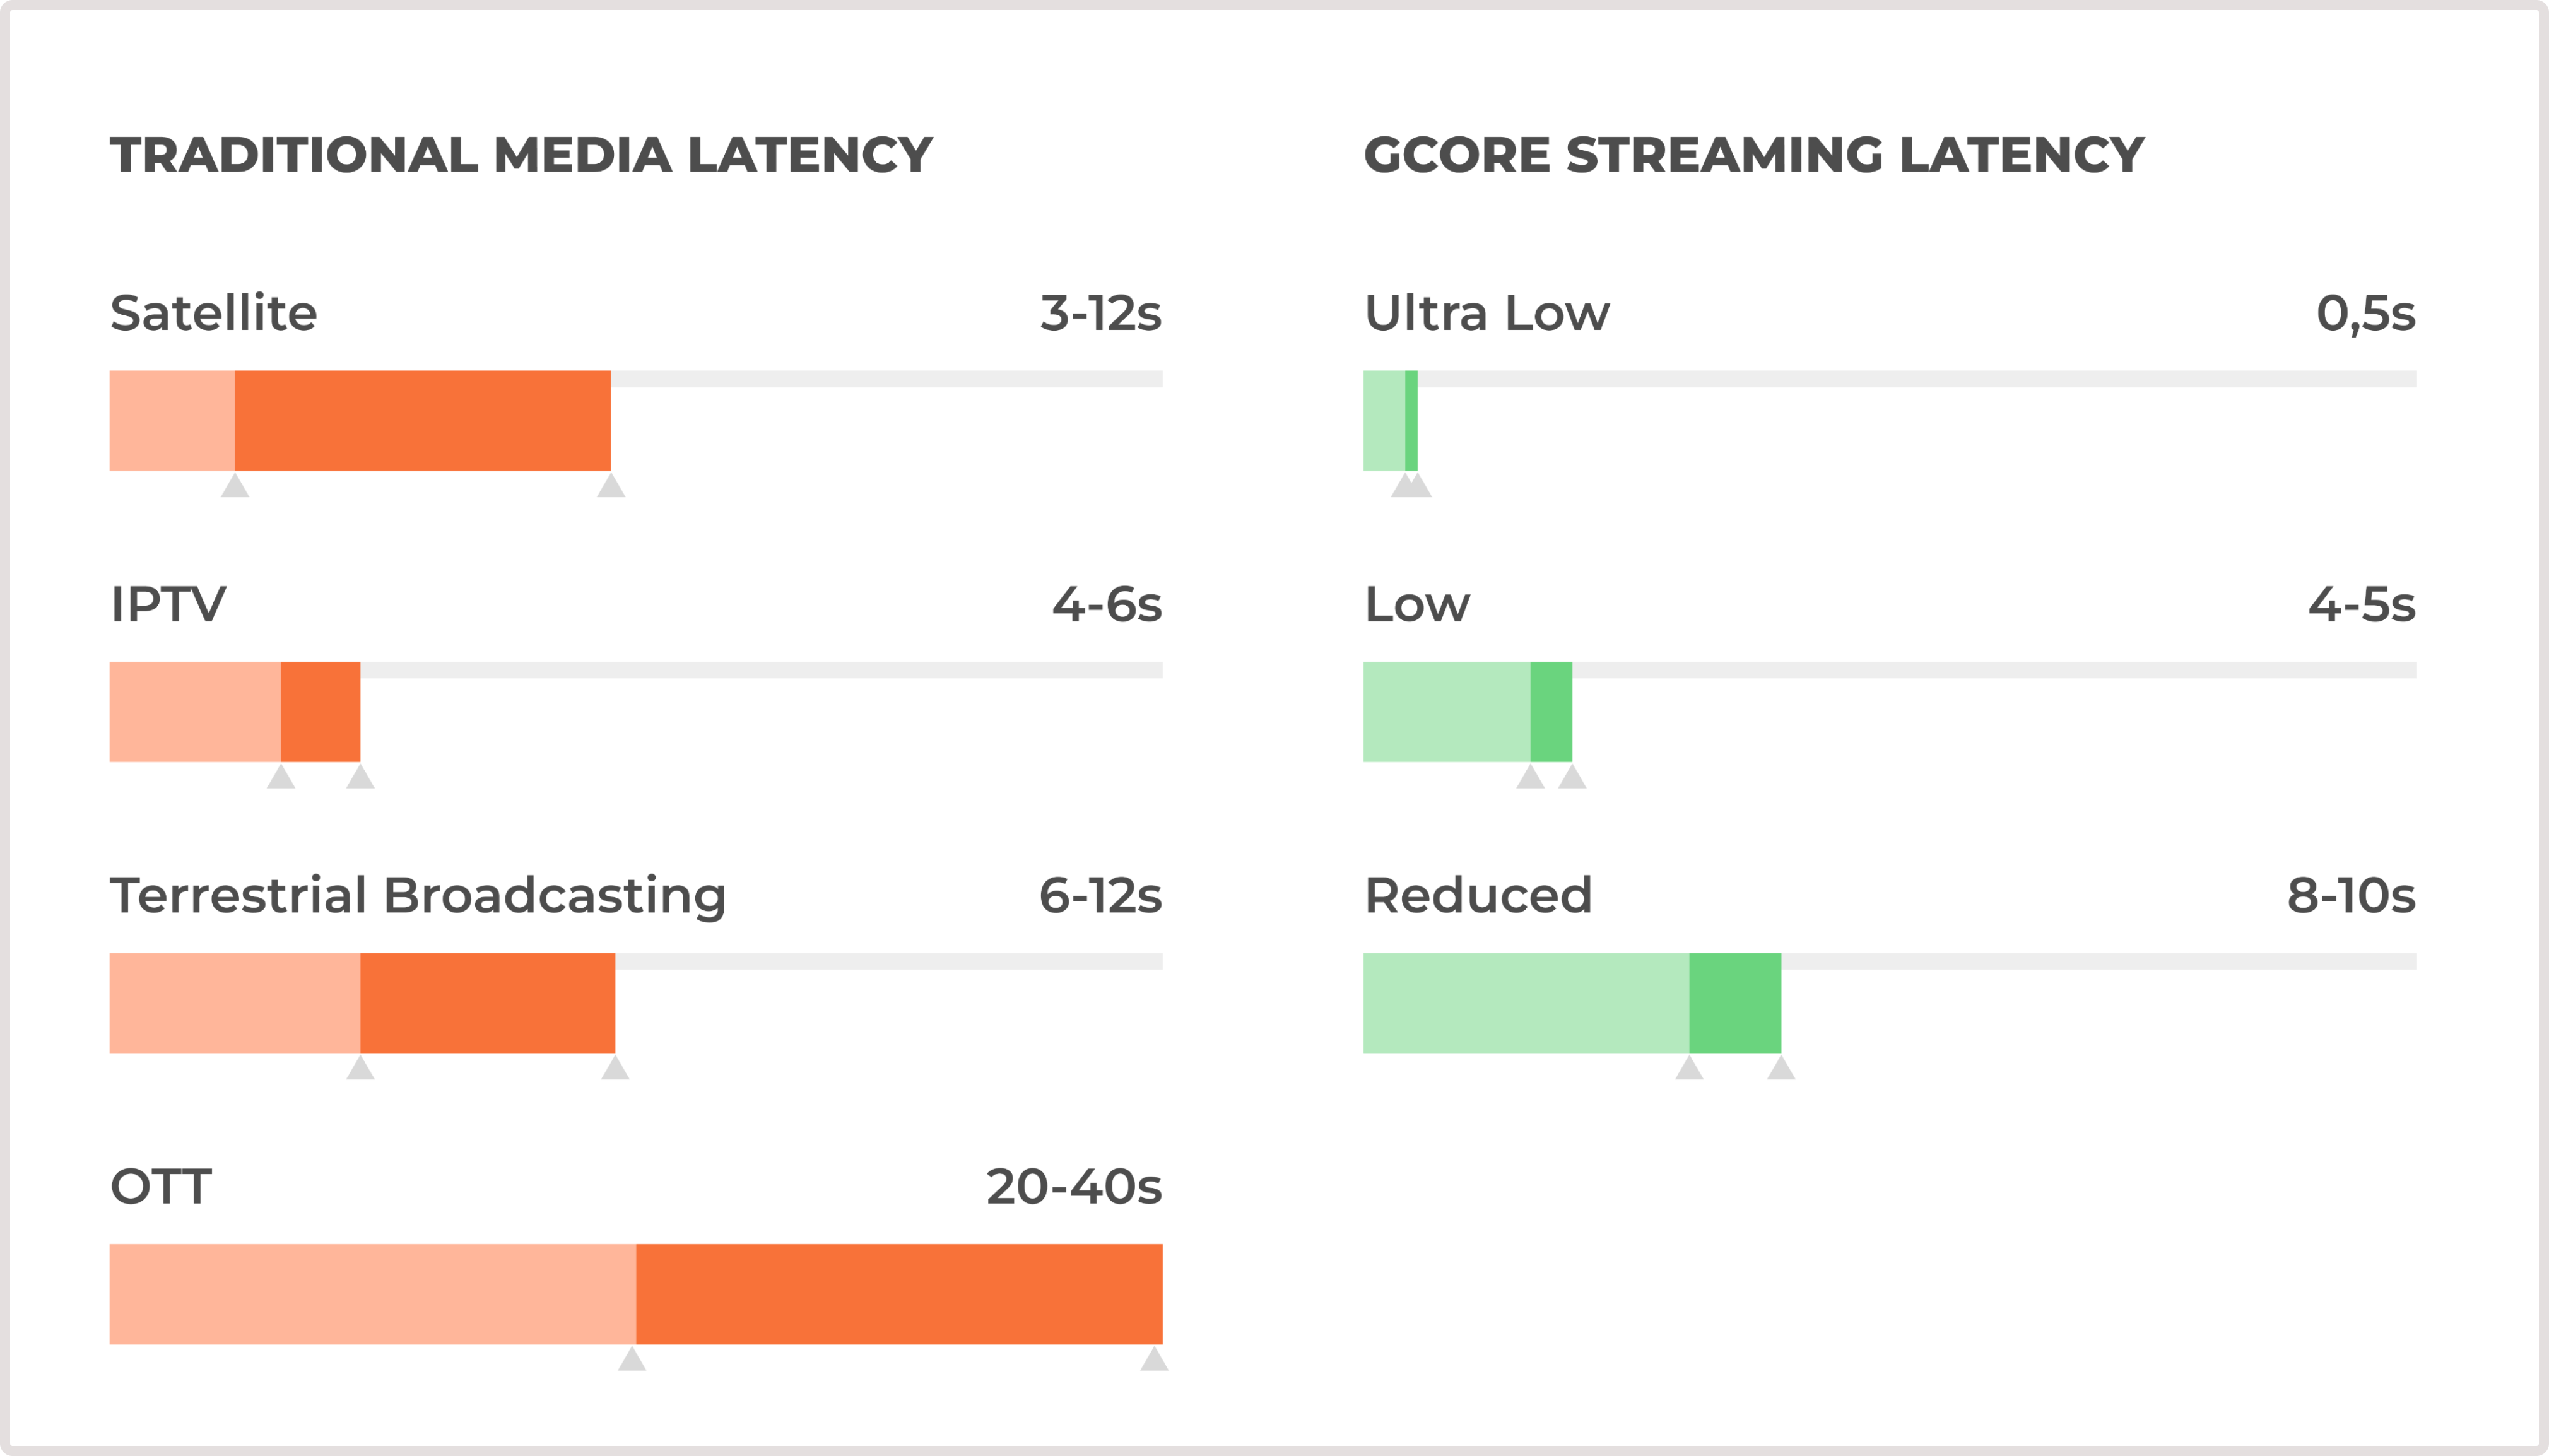 TRADITIONAL MEDIA LATENCY
Satellite 3-12s
IPTV 4-6s
Terrestrial Broadcasting 6-12s
OTT 20-40s
GCORE STREAMING LATENCY
Ultra Low 0,5s
Low 4-5s
Reduced 8-10s